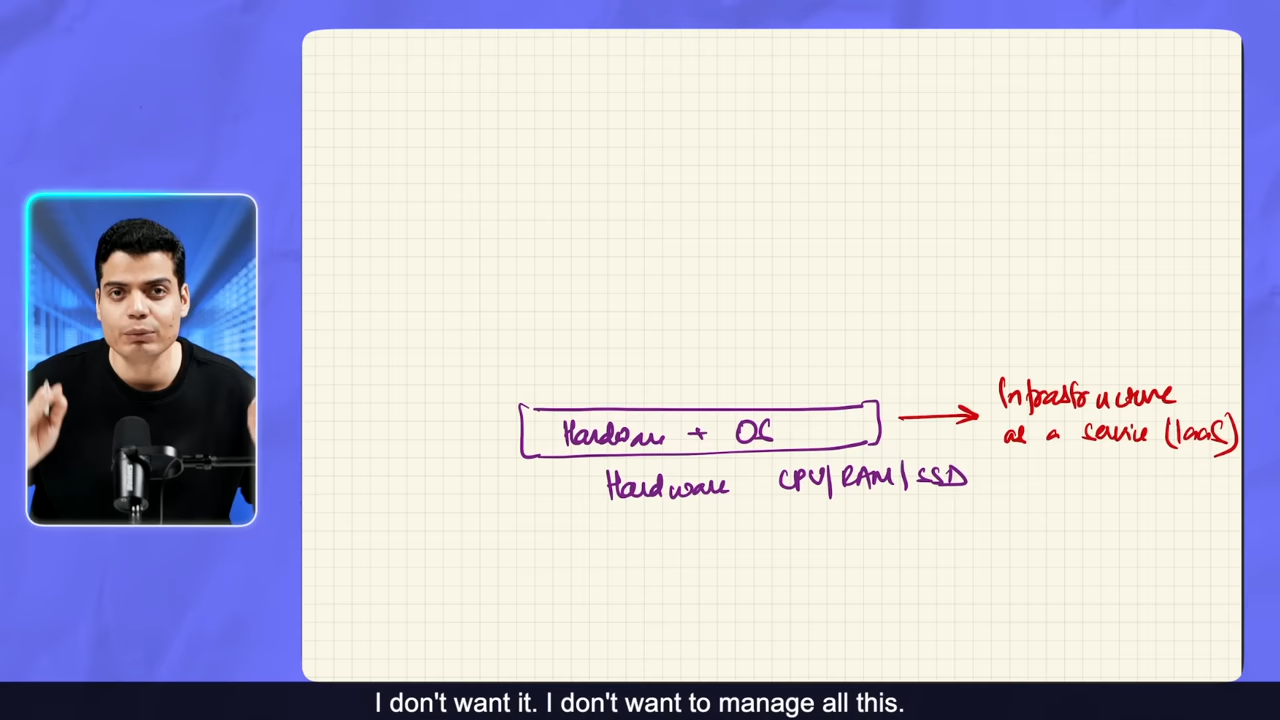 Infrastructure
as a service (IaaS)
Hardware + OS
Hardware CPU/RAM/SSD
I don't want it. I don't want to manage all this.